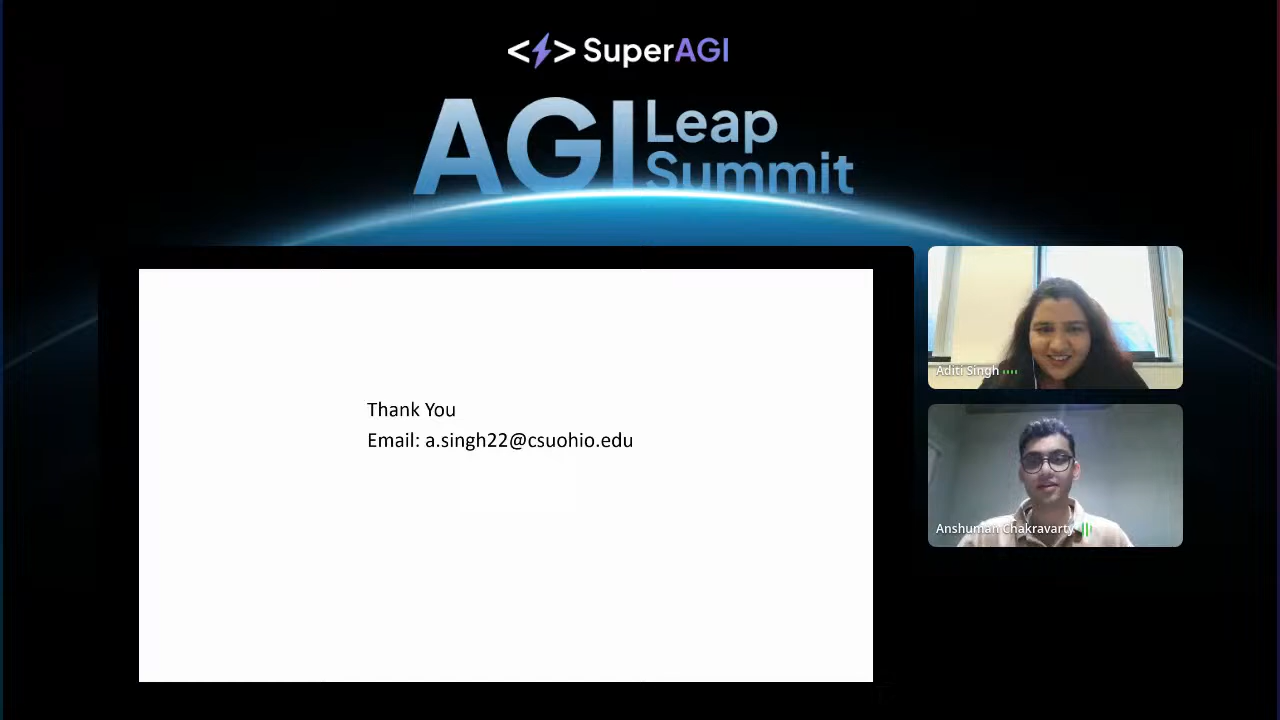 <> SuperAGI
AGI Leap
Summit
Thank You
Email: a.singh22@csuohio.edu
Aditi Singh
Anshuman Chakravarty